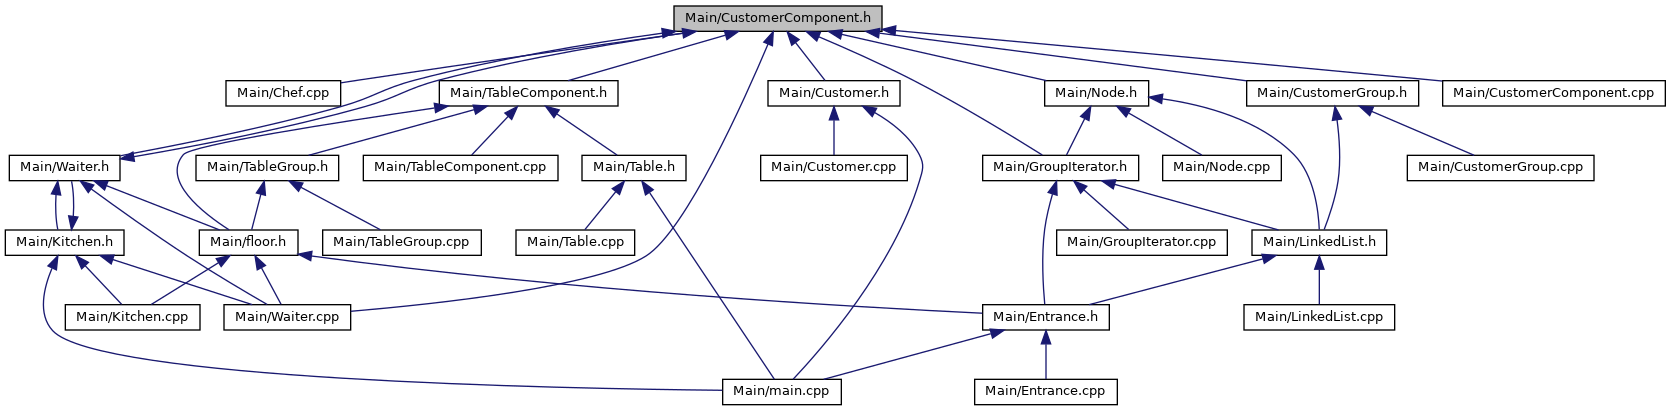 Main/CustomerComponent.h
Main/Chef.cpp
Main/TableComponent.h
Main/Customer.h
Main/Node.h
Main/CustomerGroup.h
Main/CustomerComponent.cpp
Main/Waiter.h
Main/TableGroup.h
Main/TableComponent.cpp
Main/Table.h
Main/Customer.cpp
Main/GroupIterator.h
Main/Node.cpp
Main/CustomerGroup.cpp
Main/Kitchen.h
Main/floor.h
Main/TableGroup.cpp
Main/Table.cpp
Main/GroupIterator.cpp
Main/LinkedList.h
Main/Kitchen.cpp
Main/Waiter.cpp
Main/Entrance.h
Main/LinkedList.cpp
Main/main.cpp
Main/Entrance.cpp